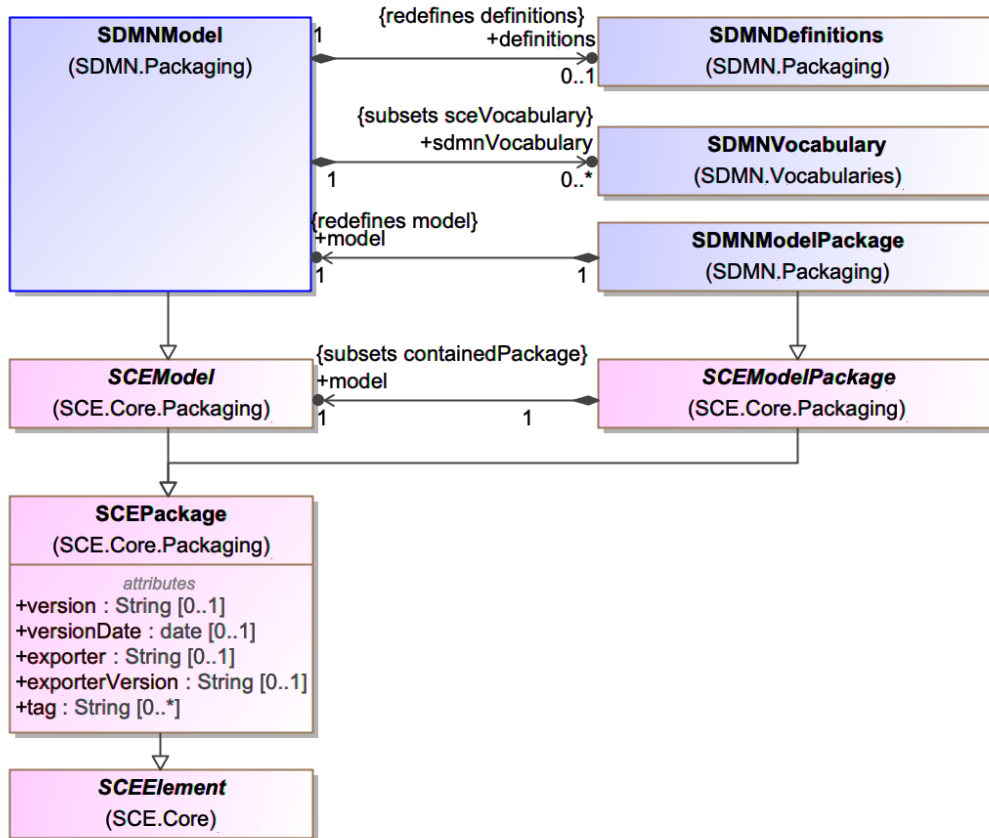 SDMNModel
(SDMN.Packaging)
1
{redefines definitions}
+definitions
0..1
SDMNDefinitions
(SDMN.Packaging)
{subsets sceVocabulary}
+sdmnVocabulary
1
0..*
SDMNVocabulary
(SDMN.Vocabularies)
{redefines model}
+model
1
1
SDMNModelPackage
(SDMN.Packaging)
SCEModel
(SCE.Core.Packaging)
{subsets containedPackage}
+model
1
1
SCEModelPackage
(SCE.Core.Packaging)
SCEPackage
(SCE.Core.Packaging)
attributes
+version : String [0..1]
+versionDate : date [0..1]
+exporter : String [0..1]
+exporterVersion : String [0..1]
+tag : String [0..*]
SCEElement
(SCE.Core)